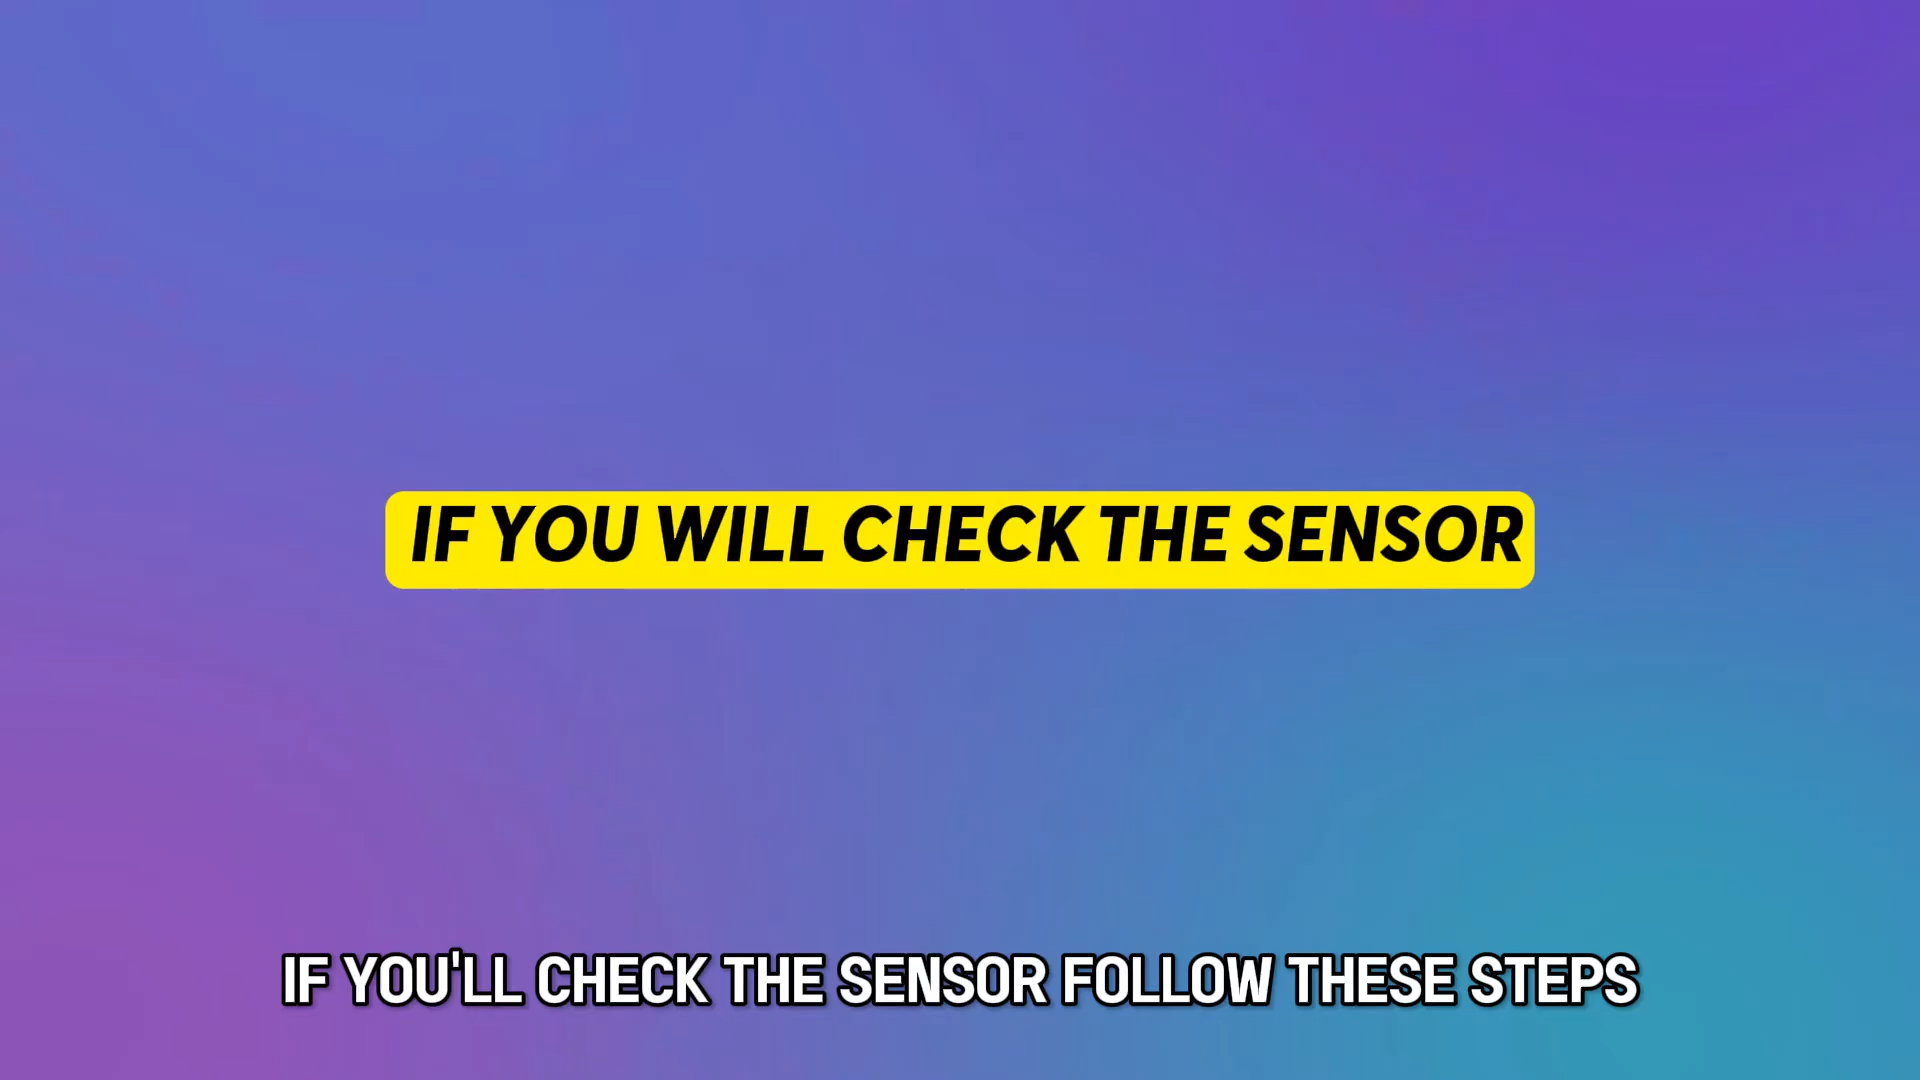 IF YOU WILL CHECK THE SENSOR
IF YOU'LL CHECK THE SENSOR FOLLOW THESE STEPS